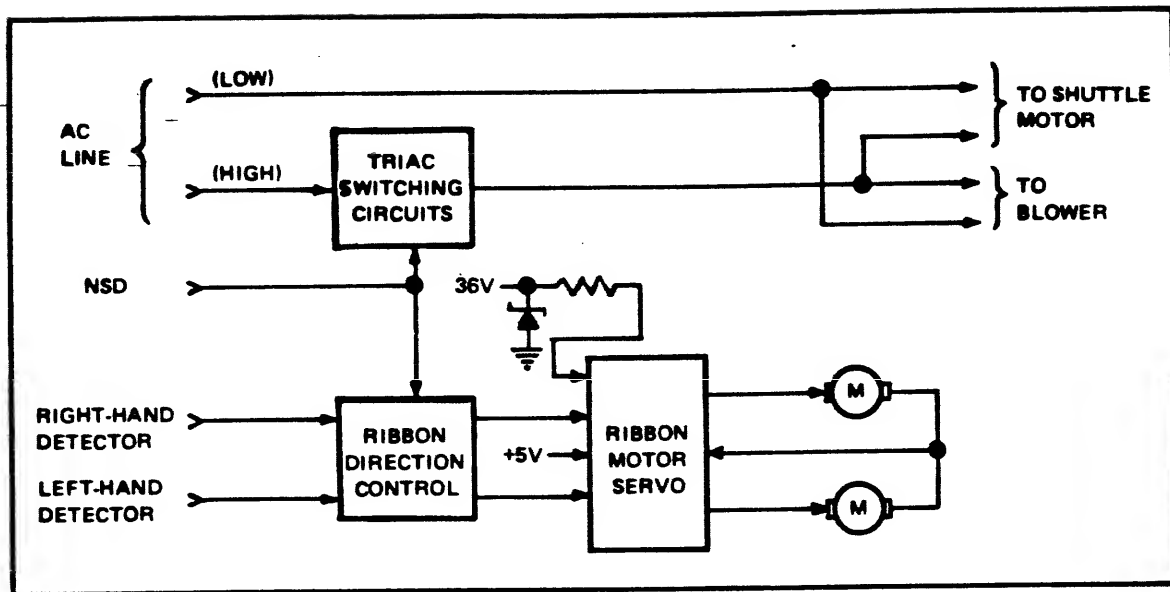 (LOW)
TO SHUTTLE
MOTOR
AC
LINE
(HIGH)
TRIAC
SWITCHING
CIRCUITS
TO
BLOWER
NSD
36V
RIGHT-HAND
DETECTOR
RIBBON
DIRECTION
CONTROL
+5V
RIBBON
MOTOR
SERVO
M
LEFT-HAND
DETECTOR
M